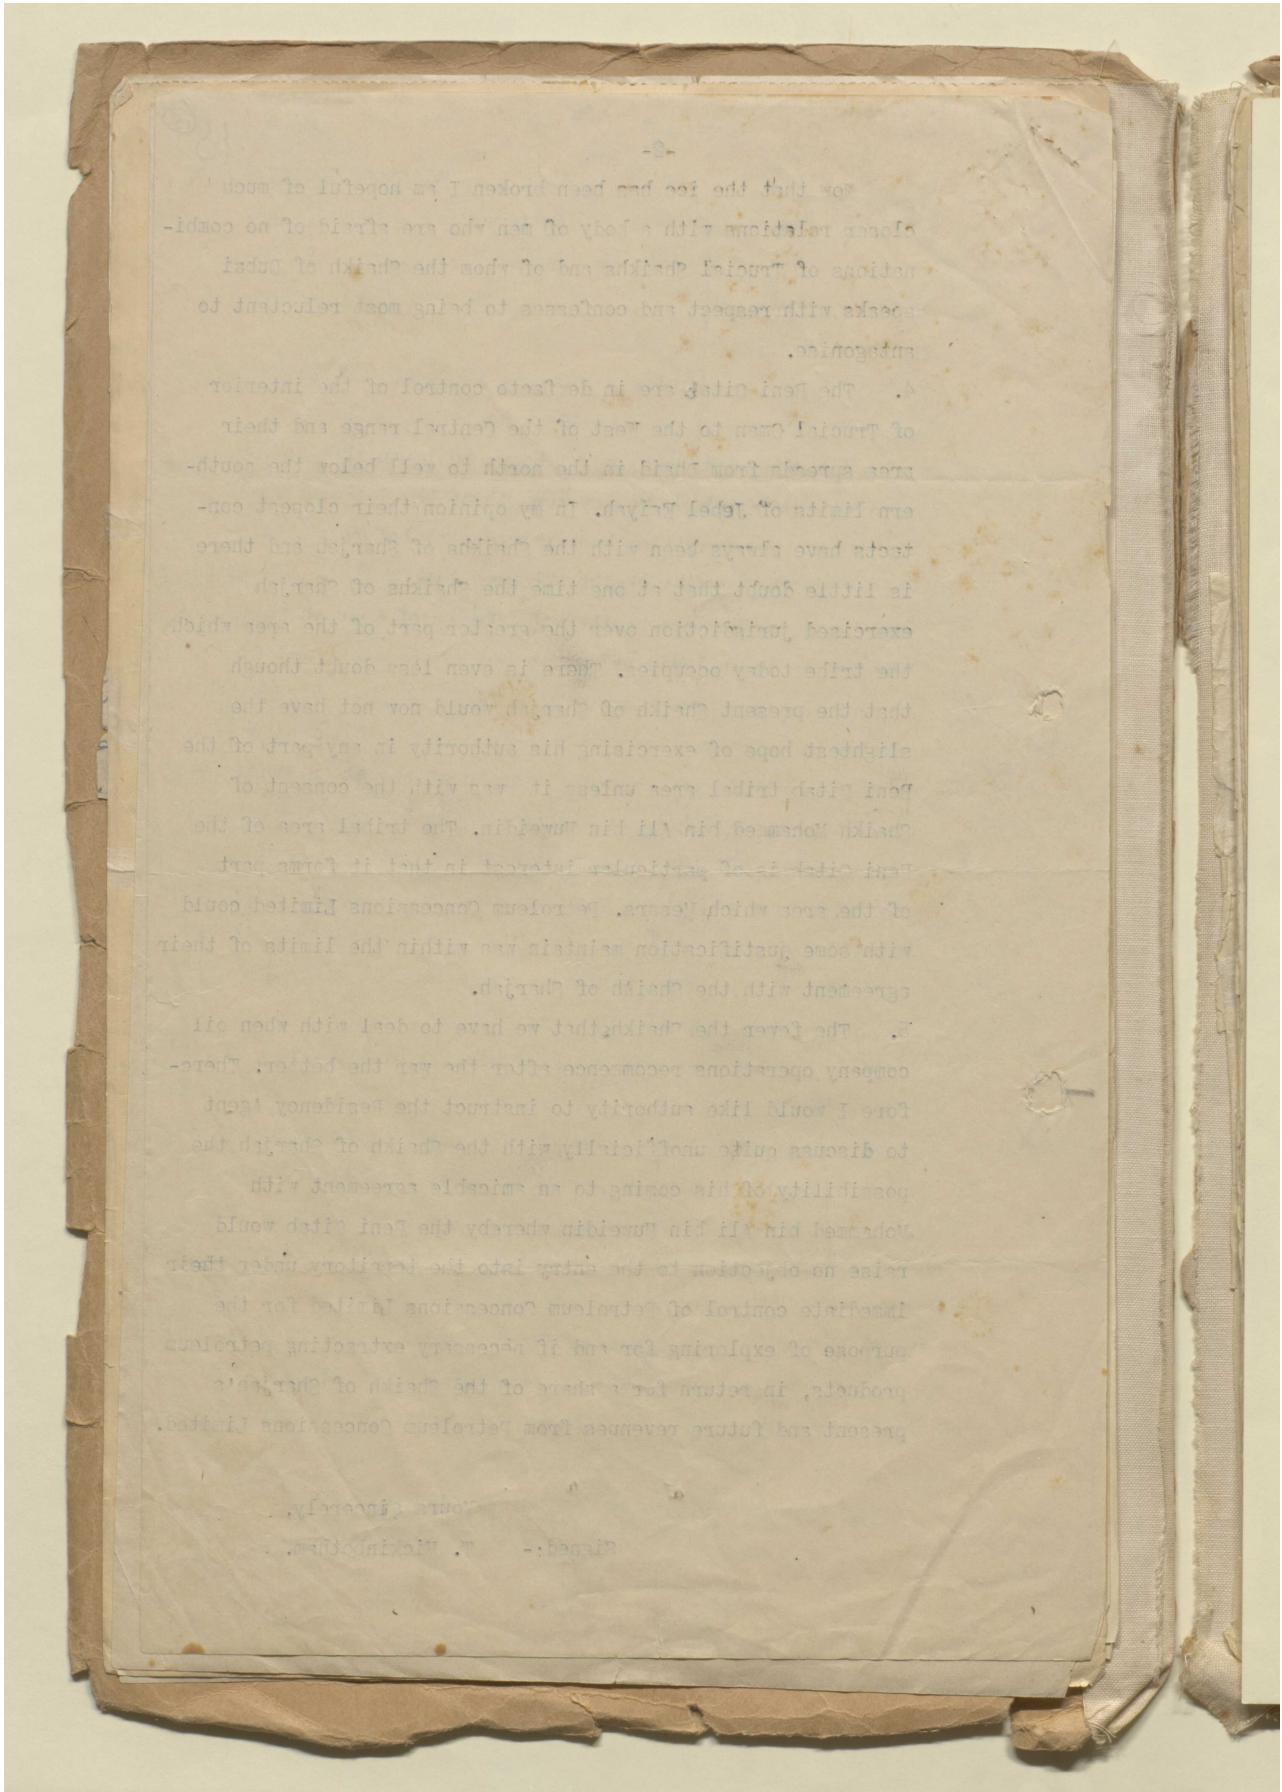 -2-
Now that the ice has been broken I am hopeful of much
closer relations with a body of men who are afraid of no combi-
nations of Trucial Shaikhs and of whom the Shaikh of Dubai
speaks with respect and confesses to being most reluctant to
antagonise.
4. The Beni Qitab are in de facto control of the interior
of Trucial Oman to the West of the Central range and their
area spreads from Dhaid in the north to well below the south-
ern limits of Jebel Faiyah. In my opinion their closest con-
tacts have always been with the Shaikhs of Sharjah and there
is little doubt that at one time the Shaikhs of Sharjah
exercised jurisdiction over the greater part of the area which
the tribe today occupies. There is even less doubt though
that the present Shaikh of Sharjah would now not have the
slightest hope of exercising his authority in any part of the
Beni Qitab tribal area unless it was with the consent of
Shaikh Mohammed bin Ali bin Huweidin. The tribal area of the
Beni Qitab is of particular interest in that it forms part
of the area which Messrs. Petroleum Concessions Limited could
with some justification maintain was within the limits of their
agreement with the Shaikh of Sharjah.
5. The fewer the Shaikhs that we have to deal with when oil
company operations recommence after the war the better. There-
fore I would like authority to instruct the Residency Agent
to discuss quite unofficially with the Shaikh of Sharjah the
possibility of his coming to an amicable agreement with
Mohammed bin Ali bin Huweidin whereby the Beni Qitab would
raise no objection to the entry into the territory under their
immediate control of Petroleum Concessions Limited for the
purpose of exploring for and if necessary extracting petroleum
products, in return for a share of the Shaikh of Sharjah's
present and future revenues from Petroleum Concessions Limited.
Yours Sincerely,
Signed:- T. Hickinbotham.